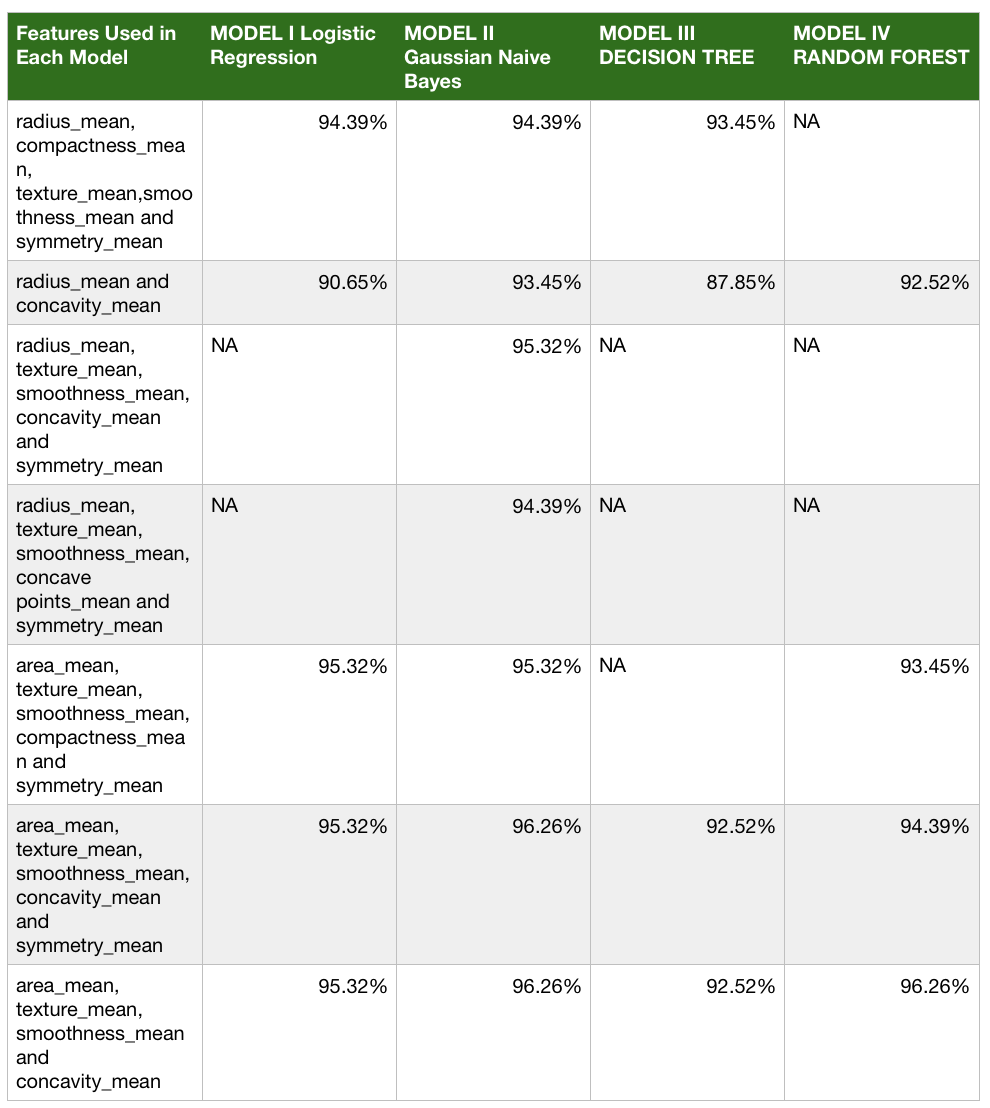 Features Used in
Each Model
MODEL I Logistic
Regression
MODEL II
Gaussian Naive
Bayes
MODEL III
DECISION TREE
MODEL IV
RANDOM FOREST
radius_mean,
compactness_mea
n,
texture_mean,smoo
thness_mean and
symmetry_mean
94.39%
94.39%
93.45%
NA
radius_mean and
concavity_mean
90.65%
93.45%
87.85%
92.52%
radius_mean,
texture_mean,
smoothness_mean,
concavity_mean
and
symmetry_mean
NA
95.32%
NA
NA
radius_mean,
texture_mean,
smoothness_mean,
concave
points_mean and
symmetry_mean
NA
94.39%
NA
NA
area_mean,
texture_mean,
smoothness_mean,
compactness_mea
n and
symmetry_mean
95.32%
95.32%
NA
93.45%
area_mean,
texture_mean,
smoothness_mean,
concavity_mean
and
symmetry_mean
95.32%
96.26%
92.52%
94.39%
area_mean,
texture_mean,
smoothness_mean
and
concavity_mean
95.32%
96.26%
92.52%
96.26%